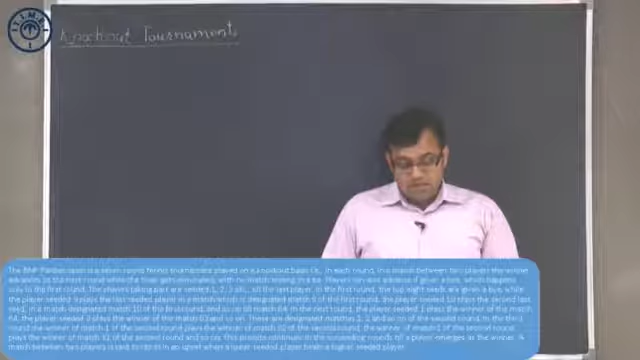 T.I.M.E
Knockout Tournaments
The BNP Paribas open is a seven round tennis tournament played on a knockout basis i.e., in each round, in a match between two players the winner
advances to the next round while the loser gets eliminated, with no match ending in a tie. Players can also advance if given a bye, which happens
only in the first round. The players taking part are seeded 1, 2, 3 etc., till the last player. In the first round, the top eight seeds are given a bye, while
the player seeded 9 plays the last seeded player in a match which is designated match 9 of the first round, the player seeded 10 plays the second last
seed, in a match designated match 10 of the first round, and so on till match 64. In the next round, the player seeded 1 plays the winner of the match
64, the player seeded 2 plays the winner of the match 63 and so on. These are designated matches 1, 2 and so on of the second round. In the third
round the winner of match 1 of the second round plays the winner of match 32 of the second round, the winner of match 2 of the second round
plays the winner of match 31 of the second round and so on. This process continues in the succeeding rounds till a player emerges as the winner. A
match between two players is said to result in an upset when a lower seeded player beats a higher seeded player.